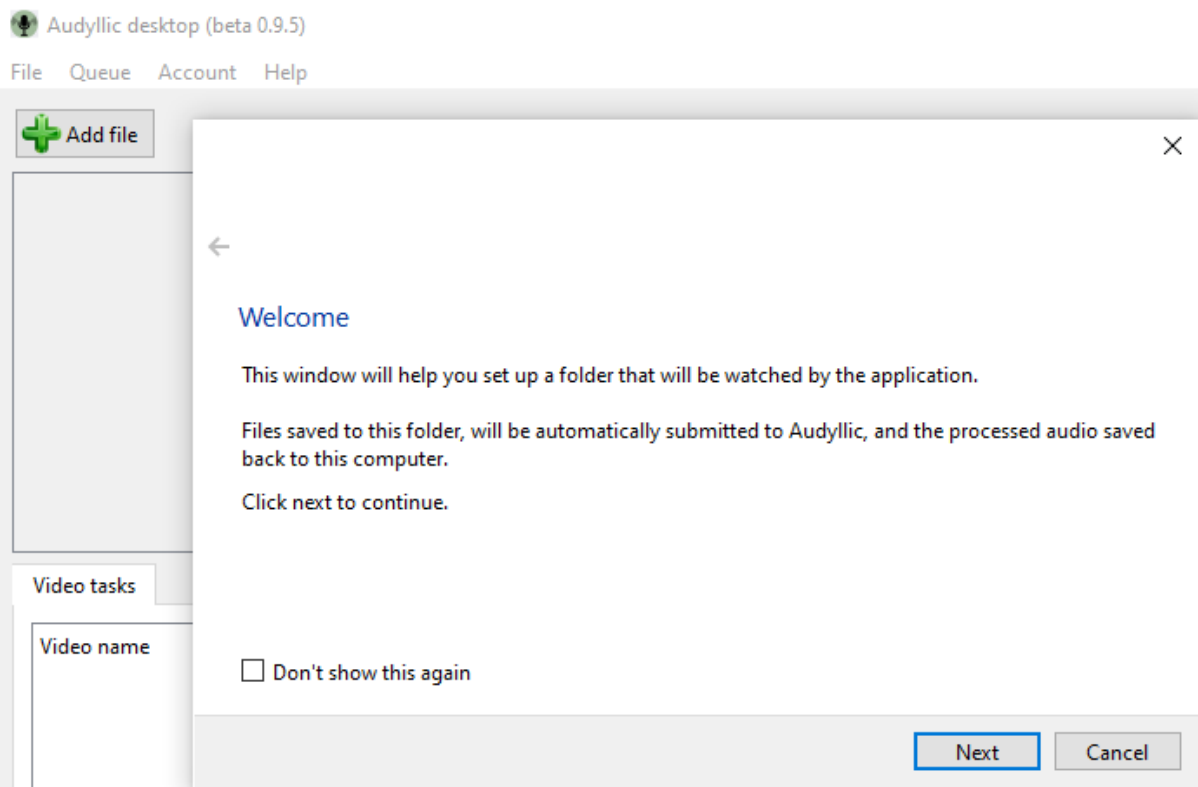 Audyllic desktop (beta 0.9.5)
File Queue Account Help
Add file
Welcome
This window will help you set up a folder that will be watched by the application.
Files saved to this folder, will be automatically submitted to Audyllic, and the processed audio saved
back to this computer.
Click next to continue.
Video tasks
Video name
Don't show this again
Next Cancel